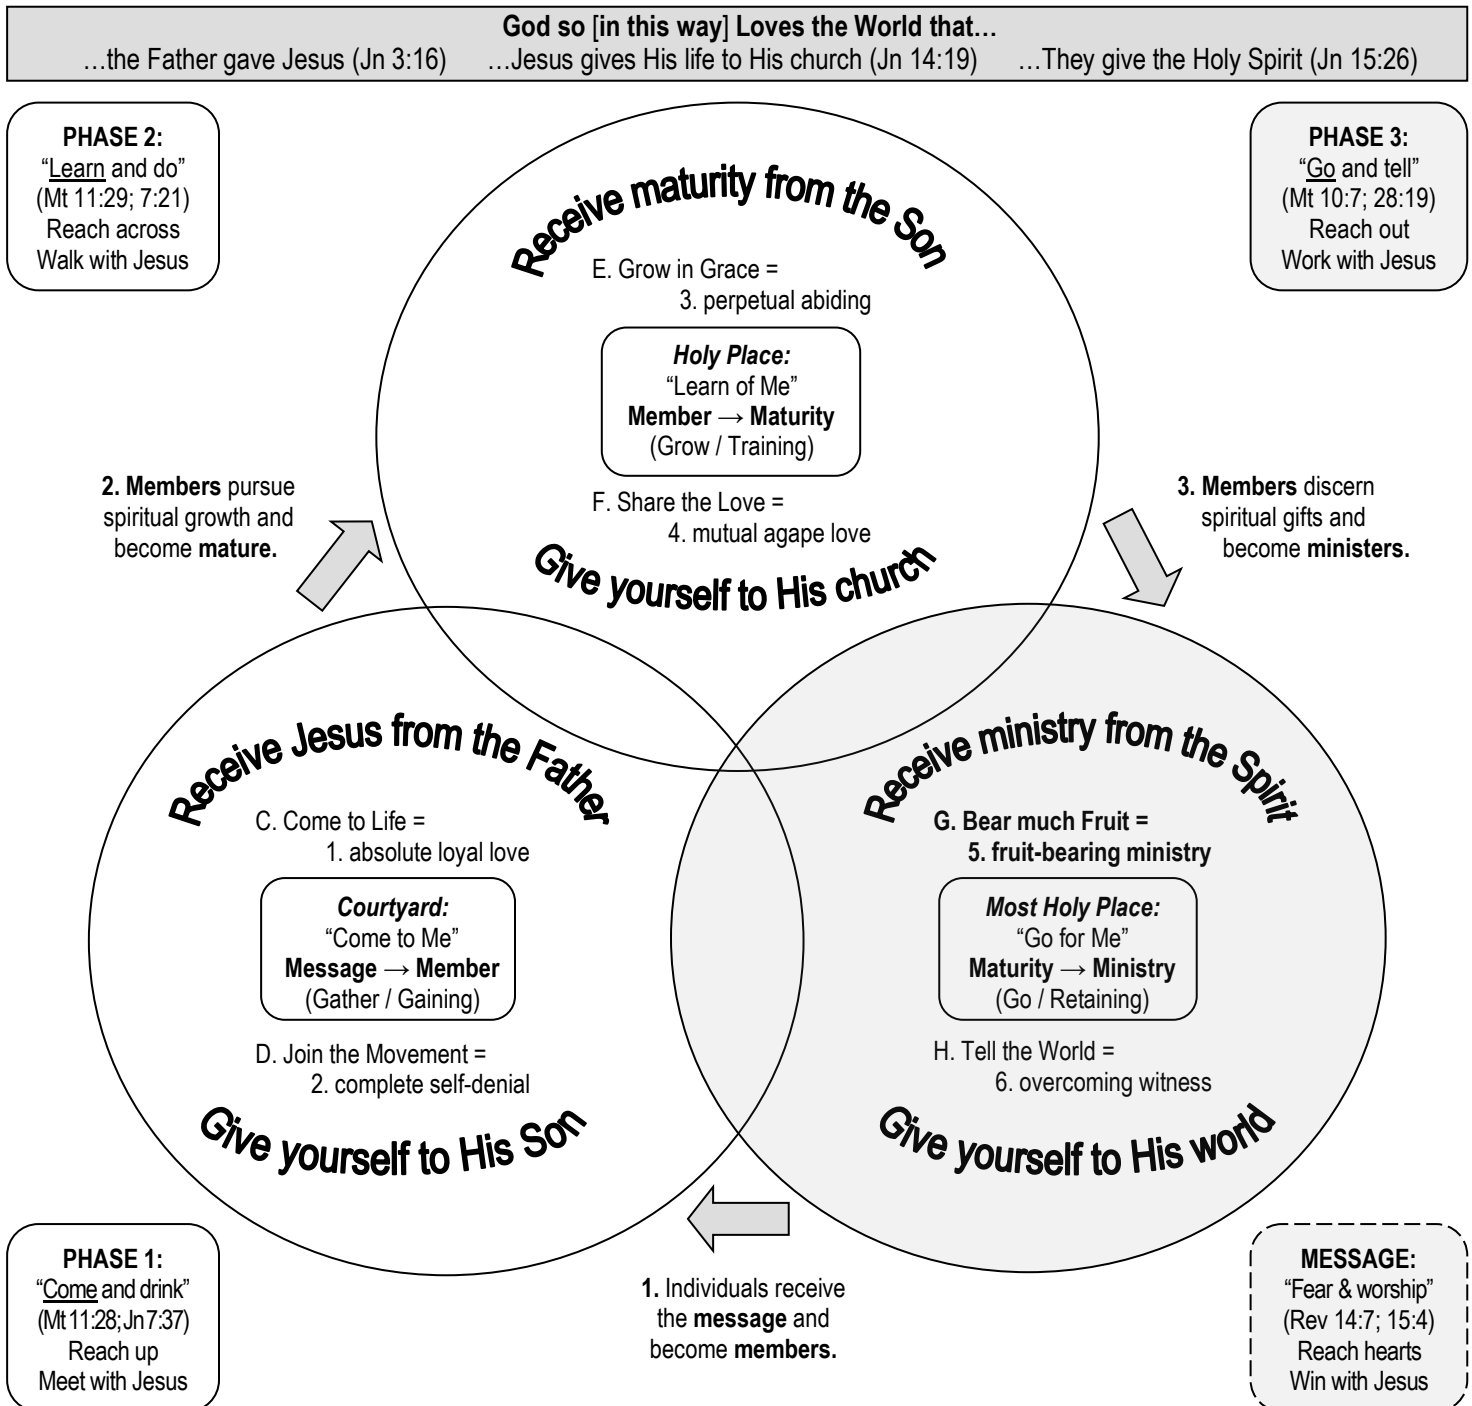 God so [in this way] Loves the World that…
…the Father gave Jesus (Jn 3:16) …Jesus gives His life to His church (Jn 14:19) …They give the Holy Spirit (Jn 15:26)
PHASE 2:
“Learn and do”
(Mt 11:29; 7:21)
Reach across
Walk with Jesus
PHASE 3:
“Go and tell”
(Mt 10:7; 28:19)
Reach out
Work with Jesus
Receive maturity from the Son
E. Grow in Grace =
3. perpetual abiding
Holy Place:
“Learn of Me”
Member → Maturity
(Grow / Training)
F. Share the Love =
4. mutual agape love
Give yourself to His church
2. Members pursue
spiritual growth and
become mature.
3. Members discern
spiritual gifts and
become ministers.
Receive Jesus from the Father
C. Come to Life =
1. absolute loyal love
Courtyard:
“Come to Me”
Message → Member
(Gather / Gaining)
D. Join the Movement =
2. complete self-denial
Give yourself to His Son
Receive ministry from the Spirit
G. Bear much Fruit =
5. fruit-bearing ministry
Most Holy Place:
“Go for Me”
Maturity → Ministry
(Go / Retaining)
H. Tell the World =
6. overcoming witness
Give yourself to His world
PHASE 1:
“Come and drink”
(Mt 11:28; Jn 7:37)
Reach up
Meet with Jesus
1. Individuals receive
the message and
become members.
MESSAGE:
“Fear & worship”
(Rev 14:7; 15:4)
Reach hearts
Win with Jesus